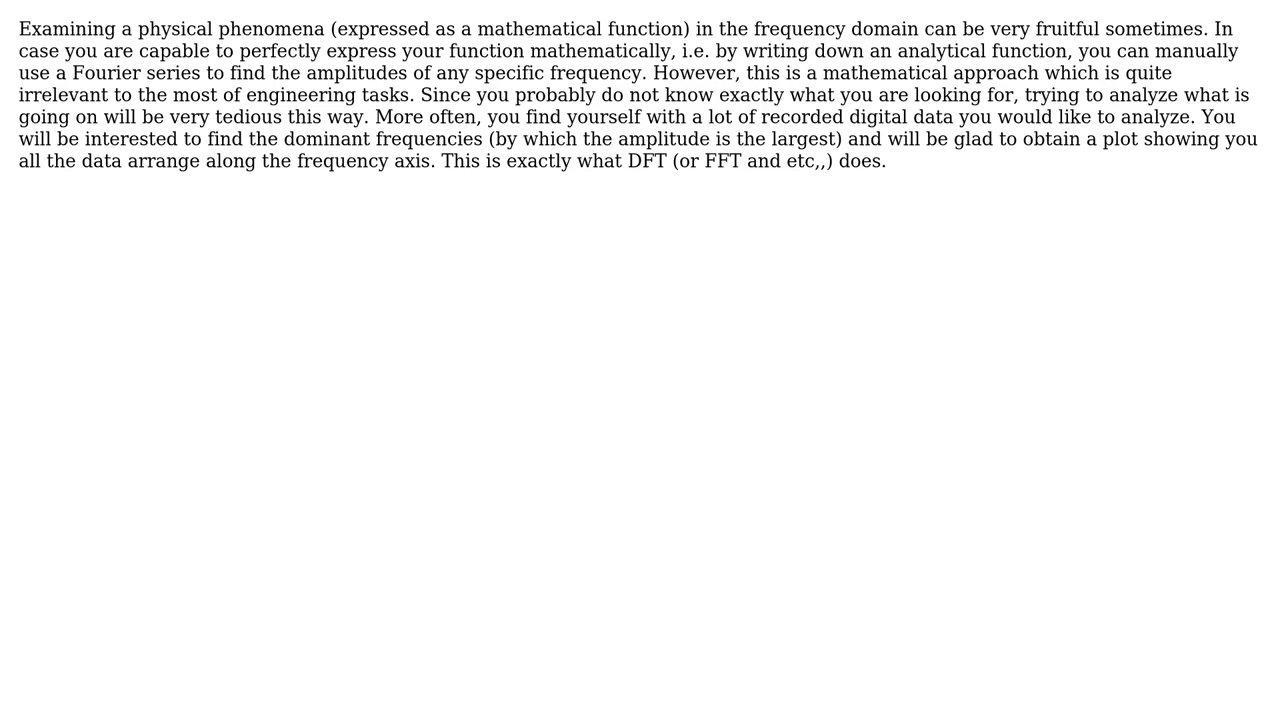 Examining a physical phenomena (expressed as a mathematical function) in the frequency domain can be very fruitful sometimes. In
case you are capable to perfectly express your function mathematically, i.e. by writing down an analytical function, you can manually
use a Fourier series to find the amplitudes of any specific frequency. However, this is a mathematical approach which is quite
irrelevant to the most of engineering tasks. Since you probably do not know exactly what you are looking for, trying to analyze what is
going on will be very tedious this way. More often, you find yourself with a lot of recorded digital data you would like to analyze. You
will be interested to find the dominant frequencies (by which the amplitude is the largest) and will be glad to obtain a plot showing you
all the data arrange along the frequency axis. This is exactly what DFT (or FFT and etc,,) does.